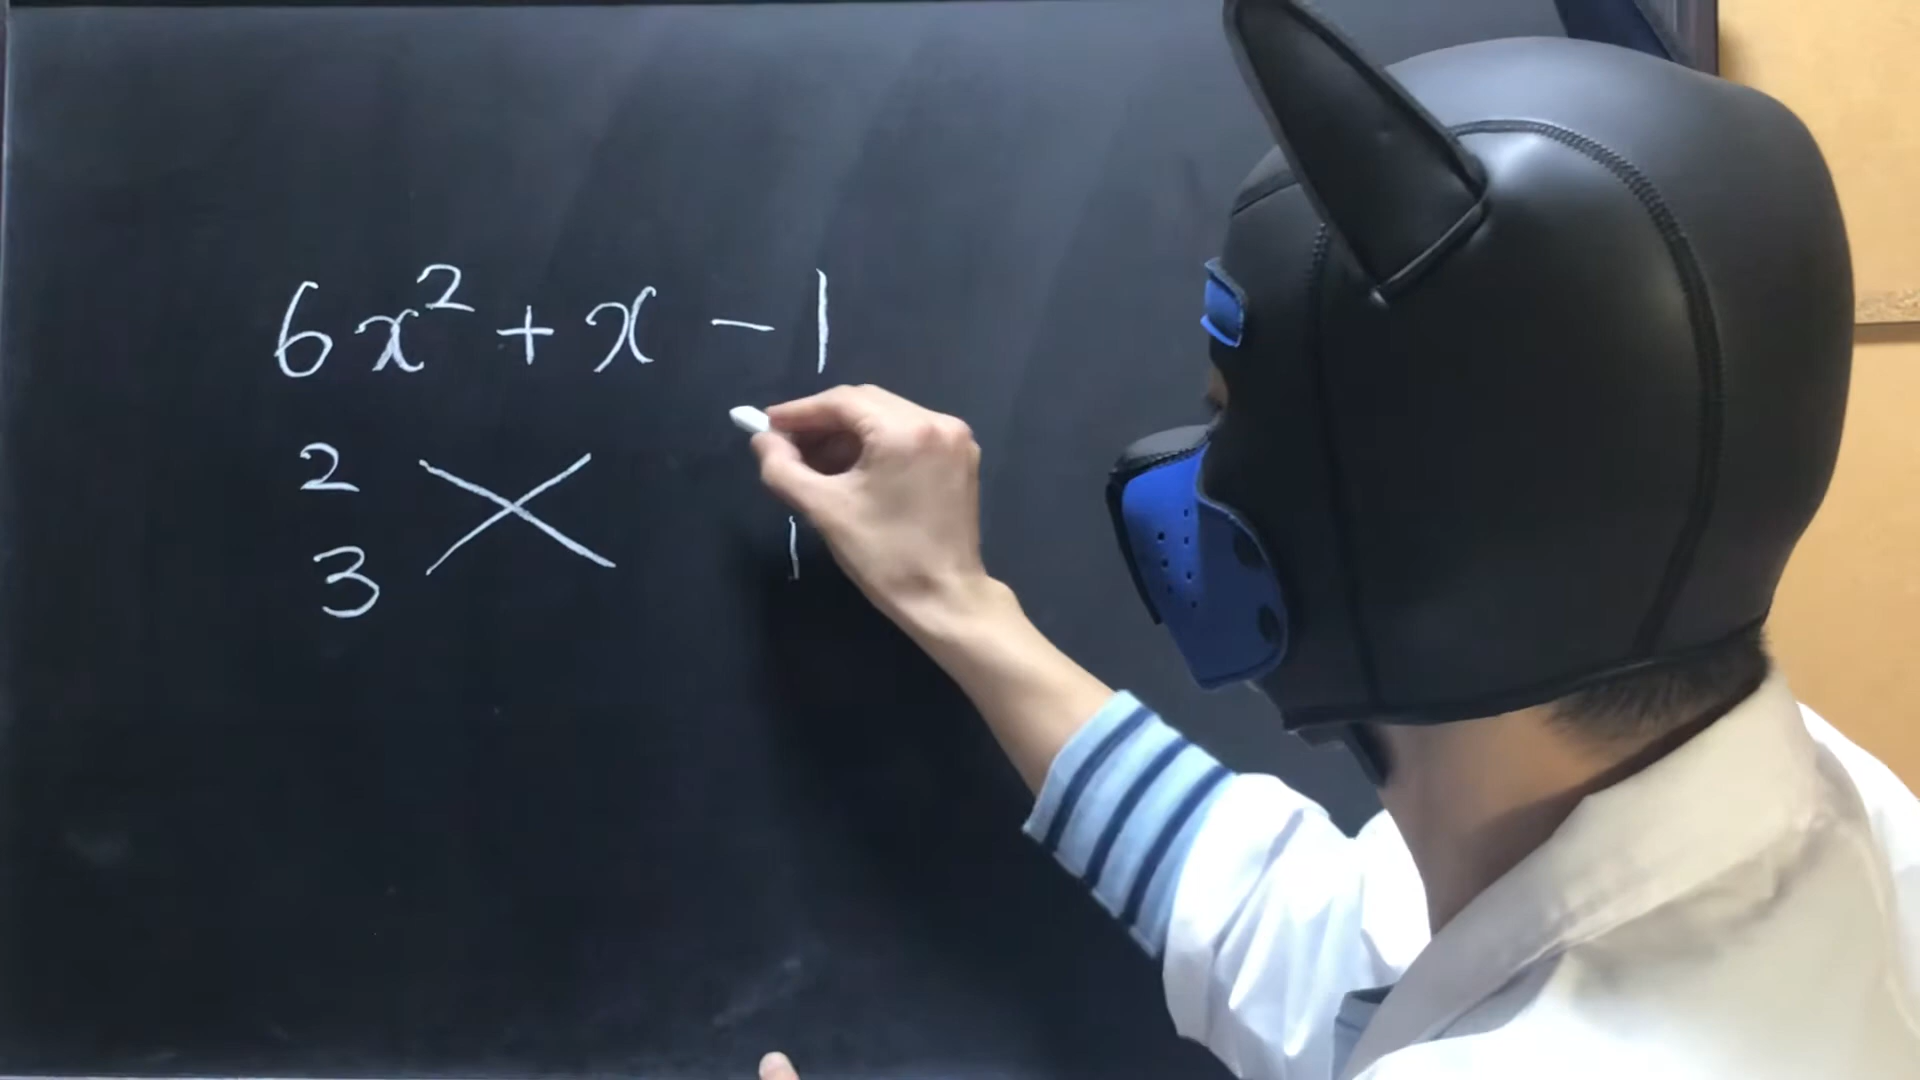 6x² + x - 1
2
3 1